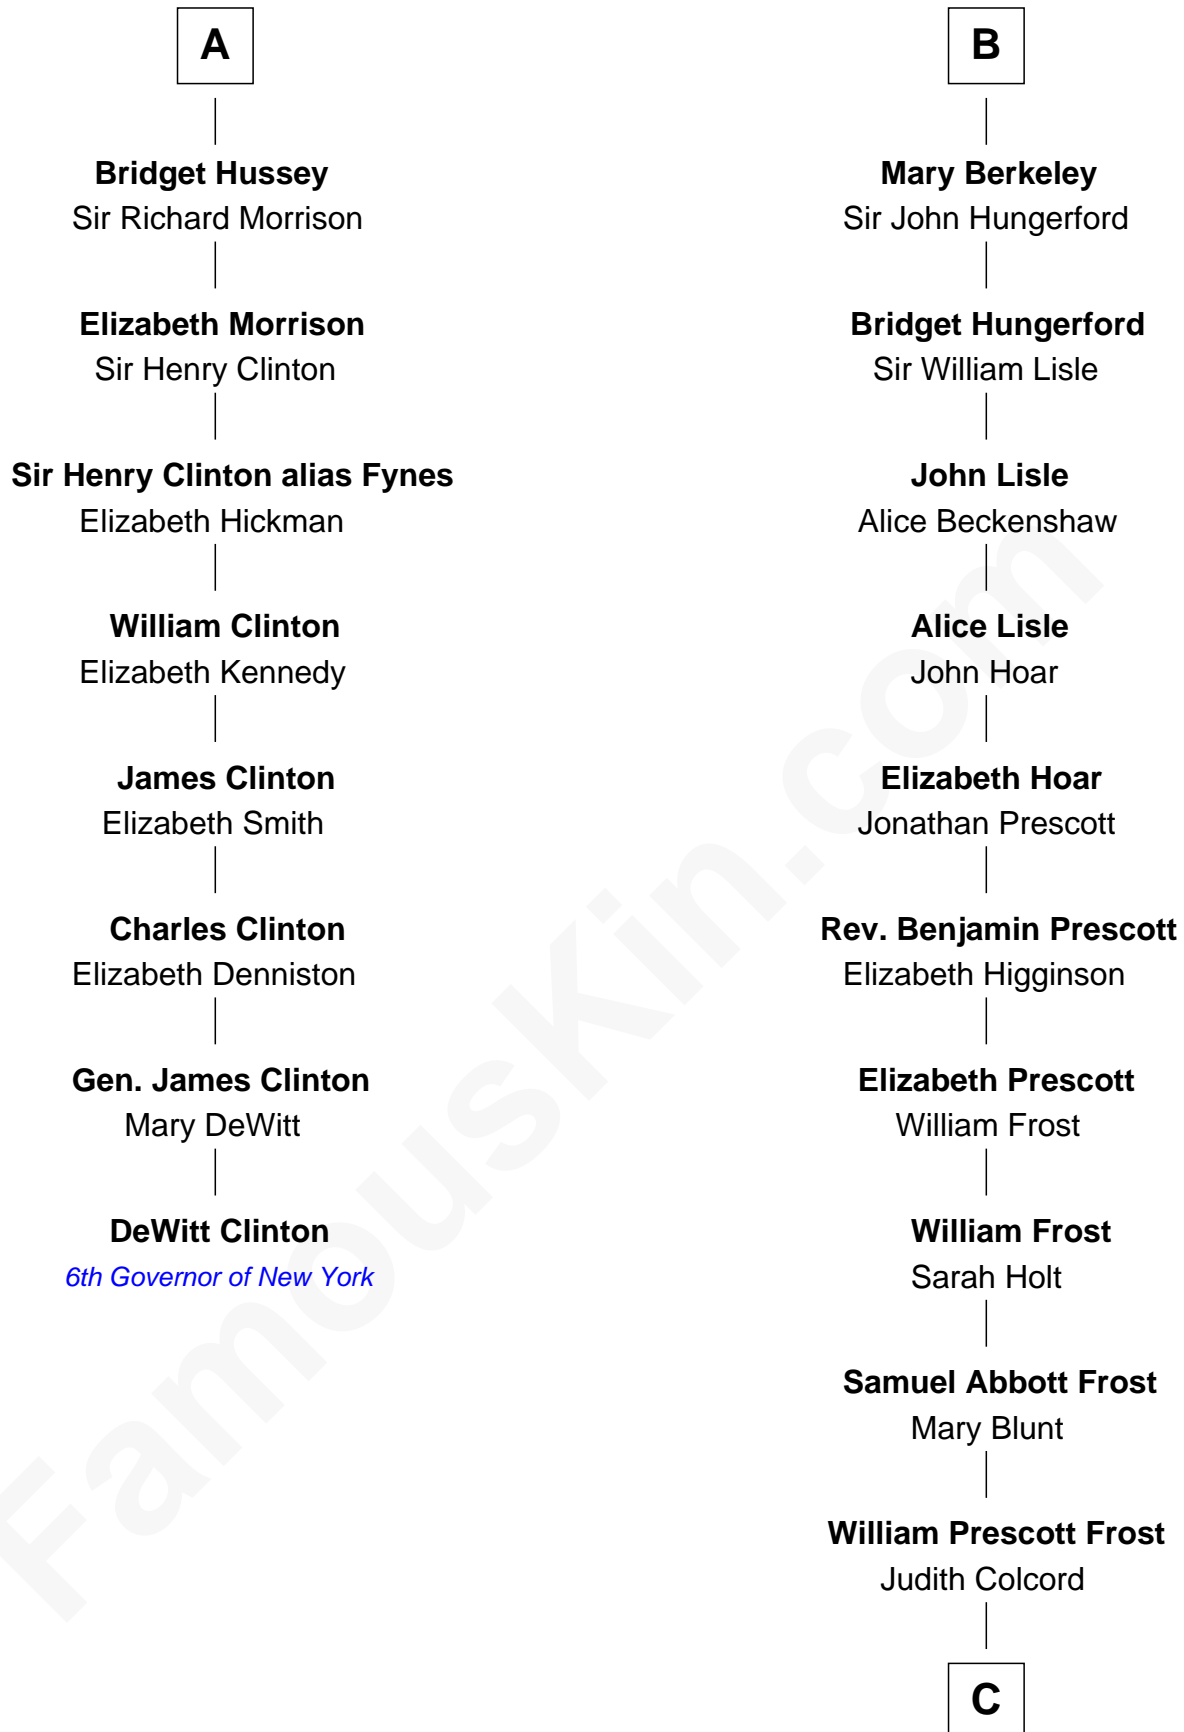 A
Bridget Hussey
Sir Richard Morrison
Elizabeth Morrison
Sir Henry Clinton
Sir Henry Clinton alias Fynes
Elizabeth Hickman
William Clinton
Elizabeth Kennedy
James Clinton
Elizabeth Smith
Charles Clinton
Elizabeth Denniston
Gen. James Clinton
Mary DeWitt
DeWitt Clinton
6th Governor of New York
B
Mary Berkeley
Sir John Hungerford
Bridget Hungerford
Sir William Lisle
John Lisle
Alice Beckenshaw
Alice Lisle
John Hoar
Elizabeth Hoar
Jonathan Prescott
Rev. Benjamin Prescott
Elizabeth Higginson
Elizabeth Prescott
William Frost
William Frost
Sarah Holt
Samuel Abbott Frost
Mary Blunt
William Prescott Frost
Judith Colcord
C
FamousKin.com